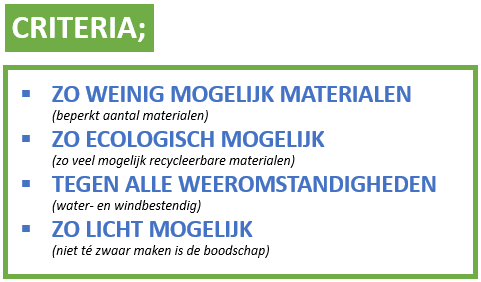 CRITERIA;
▪ ZO WEINIG MOGELIJK MATERIALEN
(beperkt aantal materialen)
▪ ZO ECOLOGISCH MOGELIJK
(zo veel mogelijk recycleerbare materialen)
▪ TEGEN ALLE WEEROMSTANDIGHEDEN
(water- en windbestendig)
▪ ZO LICHT MOGELIJK
(niet té zwaar maken is de boodschap)